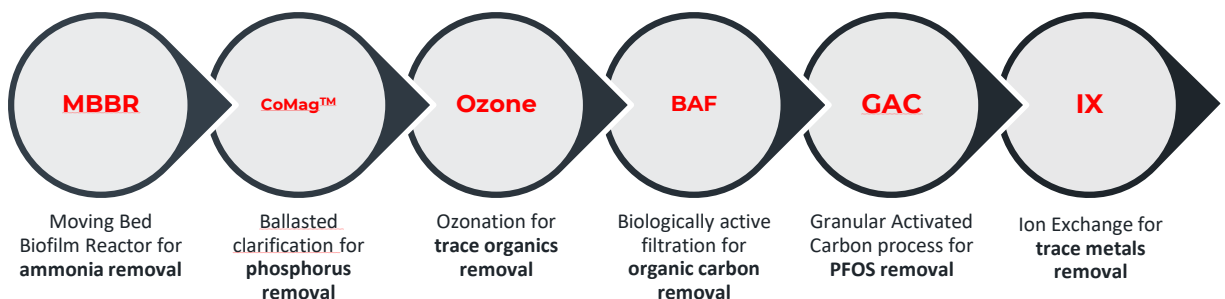 MBBR
CoMag™
Ozone
BAF
GAC
IX
Moving Bed
Biofilm Reactor for
ammonia removal
Ballasted
clarification for
phosphorus
removal
Ozonation for
trace organics
removal
Biologically active
filtration for
organic carbon
removal
Granular Activated
Carbon process for
PFOS removal
Ion Exchange for
trace metals
removal